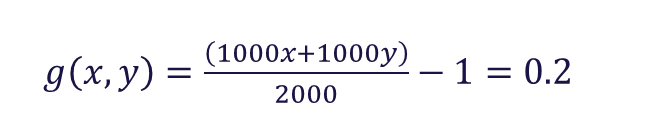 g(x, y) = (1000x+1000y)/2000 − 1 = 0.2